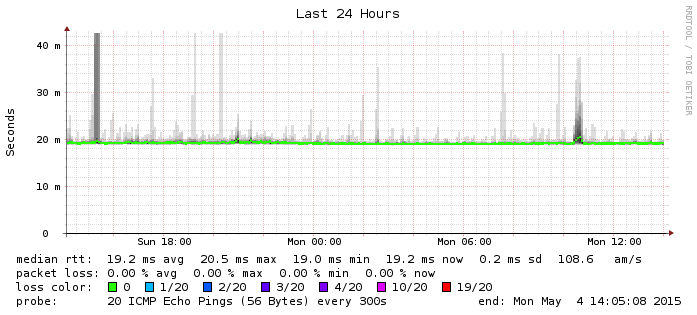 Last 24 Hours
RRDTOOL / TOBI OETIKER
Seconds
40 m
30 m
20 m
10 m
0
Sun 18:00 Mon 00:00 Mon 06:00 Mon 12:00
median rtt: 19.2 ms avg 20.5 ms max 19.0 ms min 19.2 ms now 0.2 ms sd 108.6 am/s
packet loss: 0.00 % avg 0.00 % max 0.00 % min 0.00 % now
loss color: 0 1/20 2/20 3/20 4/20 10/20 19/20
probe: 20 ICMP Echo Pings (56 Bytes) every 300s end: Mon May 4 14:05:08 2015